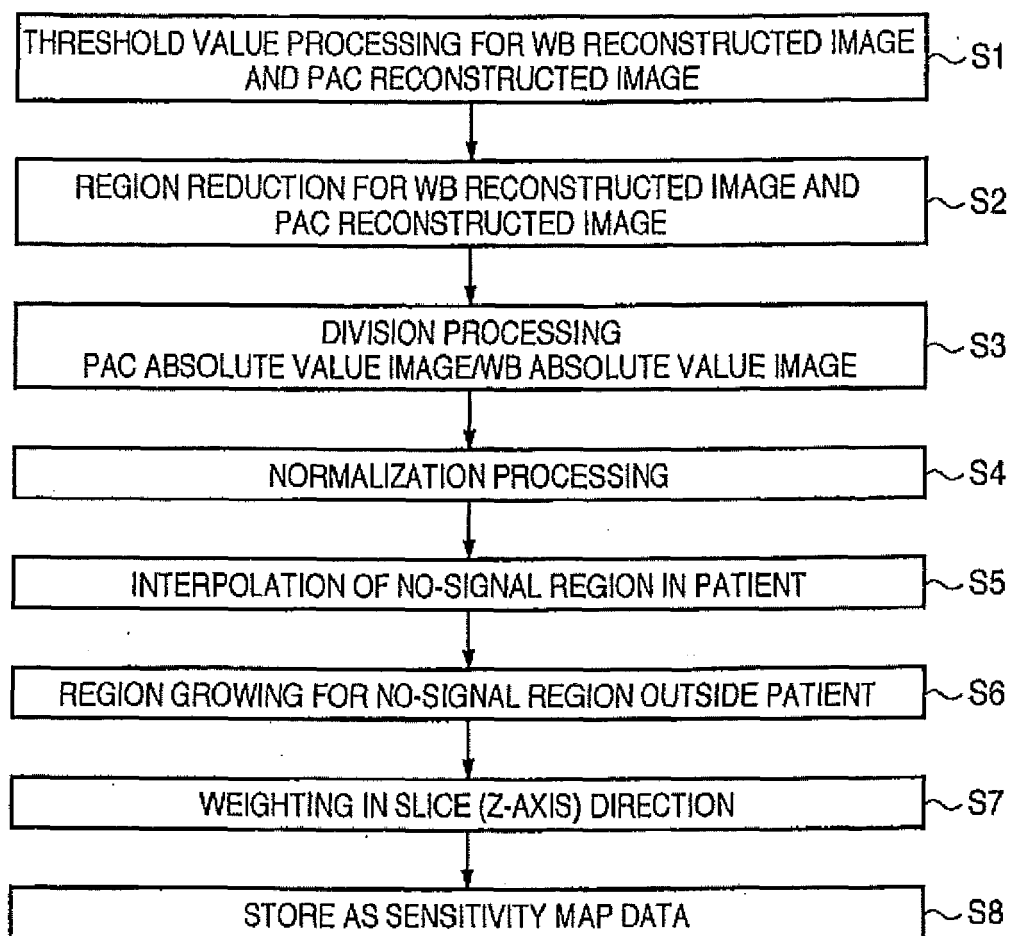 THRESHOLD VALUE PROCESSING FOR WB RECONSTRUCTED IMAGE
AND PAC RECONSTRUCTED IMAGE
S1
REGION REDUCTION FOR WB RECONSTRUCTED IMAGE AND
PAC RECONSTRUCTED IMAGE
S2
DIVISION PROCESSING
PAC ABSOLUTE VALUE IMAGE/WB ABSOLUTE VALUE IMAGE
S3
NORMALIZATION PROCESSING
S4
INTERPOLATION OF NO-SIGNAL REGION IN PATIENT
S5
REGION GROWING FOR NO-SIGNAL REGION OUTSIDE PATIENT
S6
WEIGHTING IN SLICE (Z-AXIS) DIRECTION
S7
STORE AS SENSITIVITY MAP DATA
S8